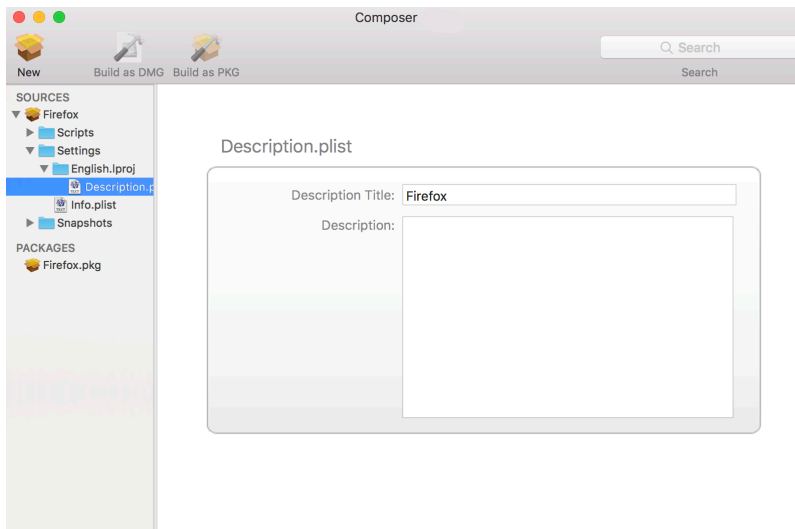 Composer
New
Build as DMG
Build as PKG
Search
Search
SOURCES
Firefox
Scripts
Settings
English.lproj
Description.p
Info.plist
Snapshots
PACKAGES
Firefox.pkg
Description.plist
Description Title: Firefox
Description: